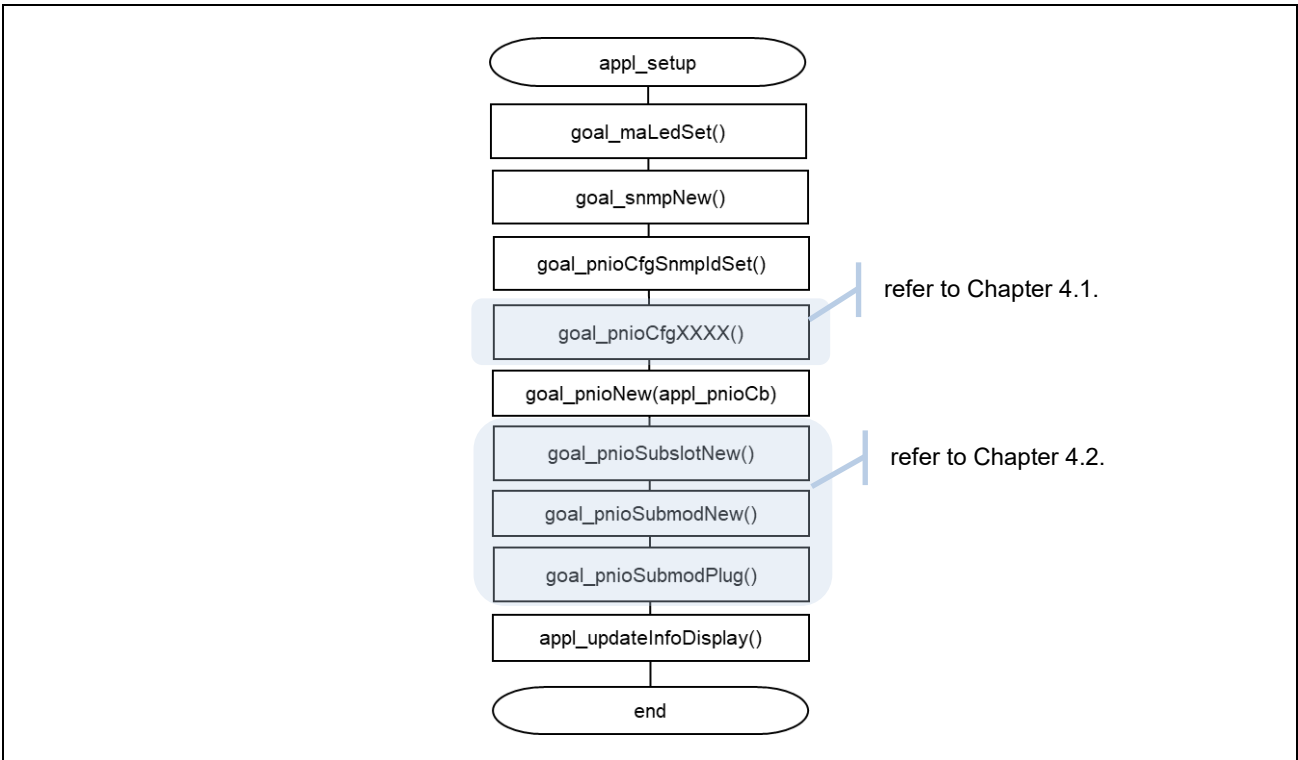 appl_setup
goal_maLedSet()
goal_snmpNew()
goal_pnioCfgSnmpIdSet()
refer to Chapter 4.1.
goal_pnioCfgXXXX()
goal_pnioNew(appl_pnioCb)
goal_pnioSubslotNew()
refer to Chapter 4.2.
goal_pnioSubmodNew()
goal_pnioSubmodPlug()
appl_updateInfoDisplay()
end